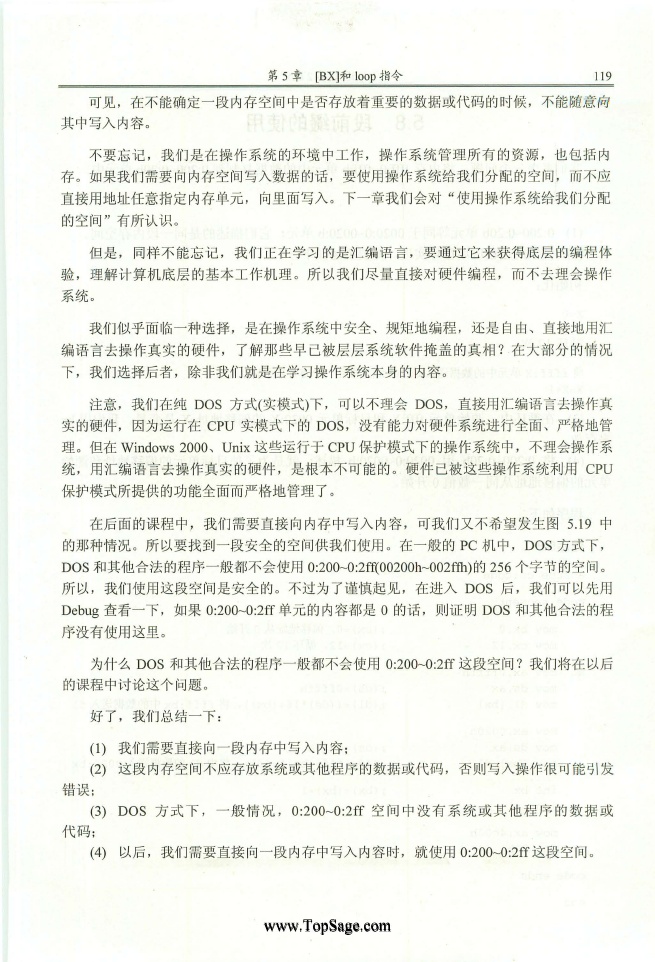 第 5 章 [BX]和 loop 指令 119
可见，在不能确定一段内存空间中是否存放着重要的数据或代码的时候，不能随意向
其中写入内容。
不要忘记，我们是在操作系统的环境中工作，操作系统管理所有的资源，也包括内
存。如果我们需要向内存空间写入数据的话，要使用操作系统给我们分配的空间，而不应
直接用地址任意指定内存单元，向里面写入。下一章我们会对“使用操作系统给我们分配
的空间”有所认识。
但是，同样不能忘记，我们正在学习的是汇编语言，要通过它来获得底层的编程体
验，理解计算机底层的基本工作机理。所以我们尽量直接对硬件编程，而不去理会操作
系统。
我们似乎面临一种选择，是在操作系统中安全、规矩地编程，还是自由、直接地用汇
编语言去操作真实的硬件，了解那些早已被层层系统软件掩盖的真相？在大部分的情况
下，我们选择后者，除非我们就是在学习操作系统本身的内容。
注意，我们在纯 DOS 方式(实模式)下，可以不理会 DOS，直接用汇编语言去操作真
实的硬件，因为运行在 CPU 实模式下的 DOS，没有能力对硬件系统进行全面、严格地管
理。但在 Windows 2000、Unix 这些运行于 CPU 保护模式下的操作系统中，不理会操作系
统，用汇编语言去操作真实的硬件，是根本不可能的。硬件已被这些操作系统利用 CPU
保护模式所提供的功能全面而严格地管理了。
在后面的课程中，我们需要直接向内存中写入内容，可我们又不希望发生图 5.19 中
的那种情况。所以要找到一段安全的空间供我们使用。在一般的 PC 机中，DOS 方式下，
DOS 和其他合法的程序一般都不会使用 0:200~0:2ff(00200h~002ffh)的 256 个字节的空间。
所以，我们使用这段空间是安全的。不过为了谨慎起见，在进入 DOS 后，我们可以先用
Debug 查看一下，如果 0:200~0:2ff 单元的内容都是 0 的话，则证明 DOS 和其他合法的程
序没有使用这里。
为什么 DOS 和其他合法的程序一般都不会使用 0:200~0:2ff 这段空间？我们将在以后
的课程中讨论这个问题。
好了，我们总结一下：
(1) 我们需要直接向一段内存中写入内容；
(2) 这段内存空间不应存放系统或其他程序的数据或代码，否则写入操作很可能引发
错误；
(3) DOS 方式下，一般情况，0:200~0:2ff 空间中没有系统或其他程序的数据或
代码；
(4) 以后，我们需要直接向一段内存中写入内容时，就使用 0:200~0:2ff 这段空间。
www.TopSage.com